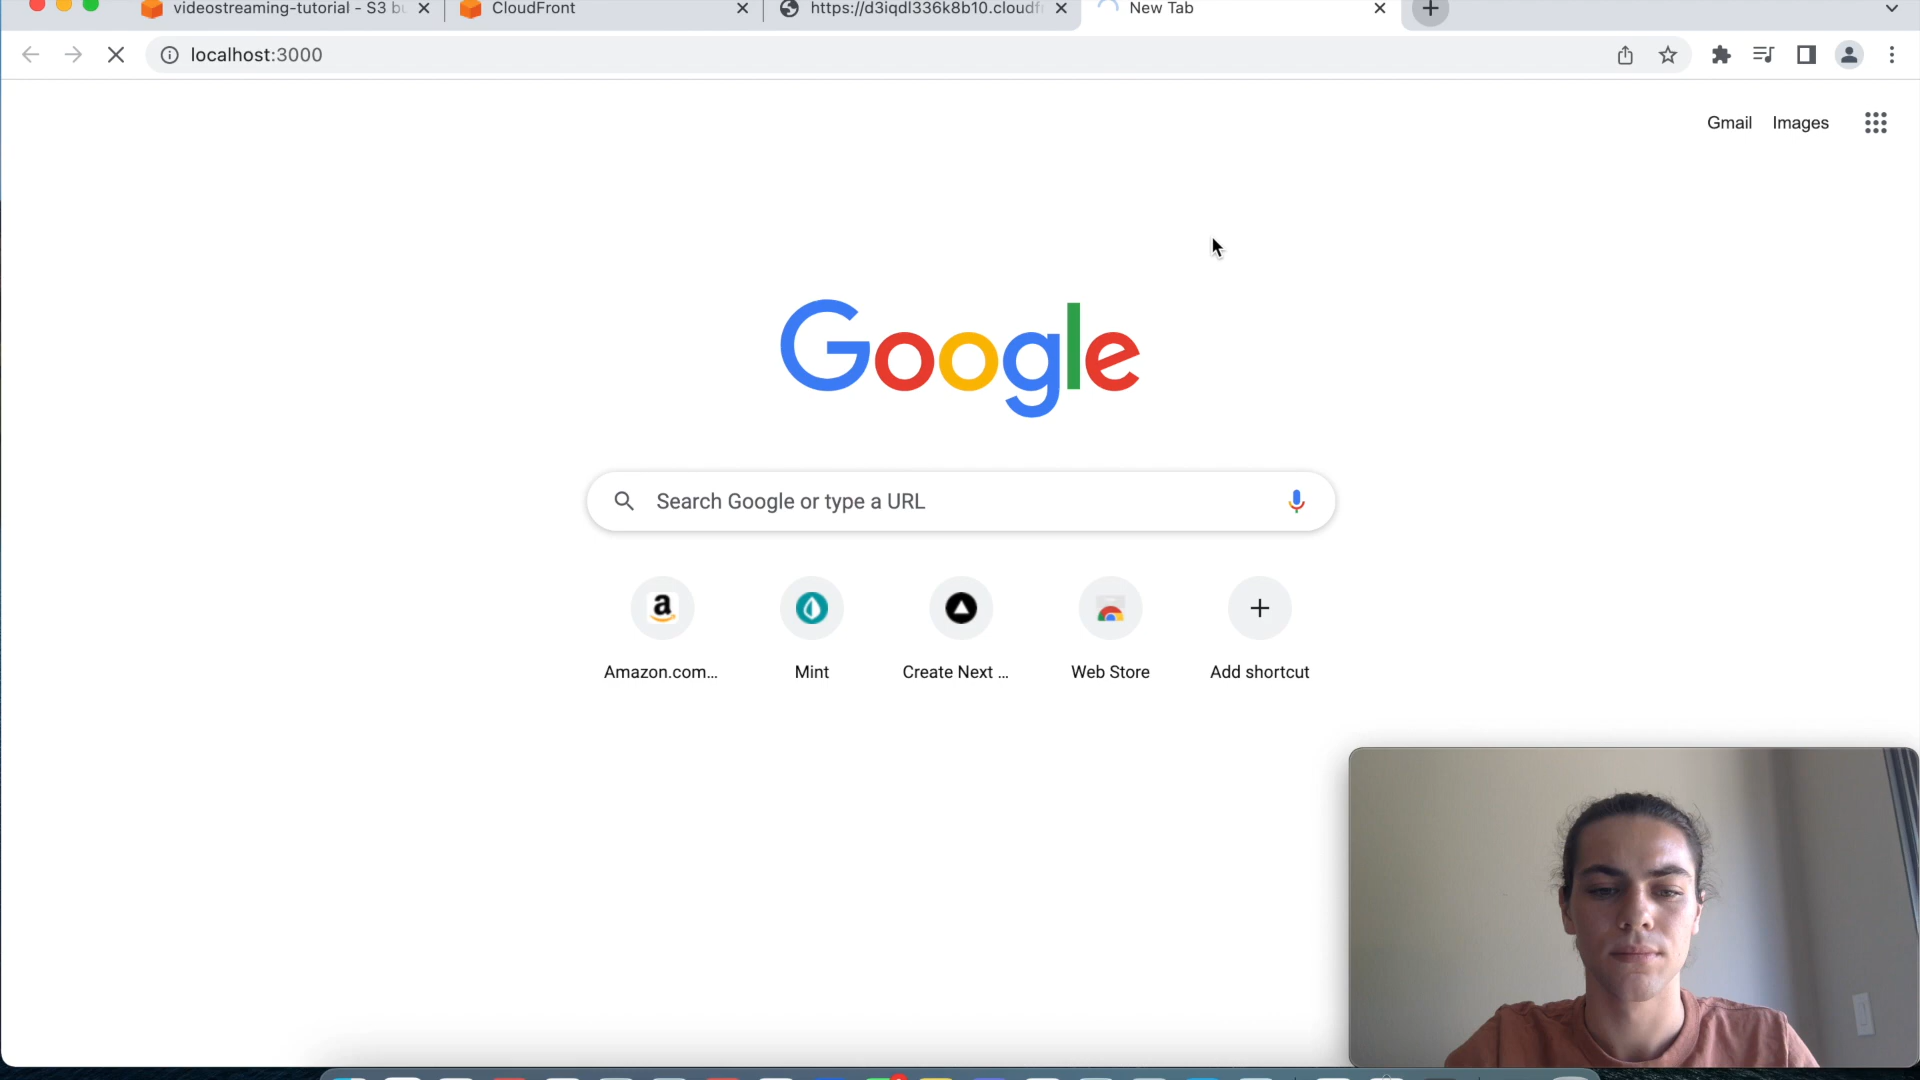 videostreaming-tutorial - S3 bu
CloudFront
https://d3iqdl336k8b10.cloudf
New Tab
localhost:3000
Gmail
Images
Google
Search Google or type a URL
a
Amazon.com...
Mint
Create Next ...
Web Store
Add shortcut